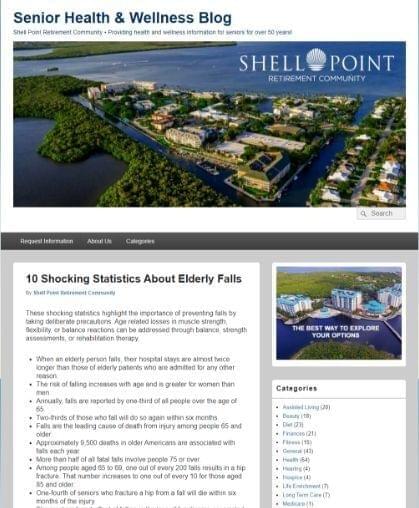 Senior Health & Wellness Blog
Shell Point Retirement Community • Providing health and wellness information for seniors for over 50 years!
SHELL POINT
RETIREMENT COMMUNITY
Search
Request Information About Us Categories
10 Shocking Statistics About Elderly Falls
By Shell Point Retirement Community
These shocking statistics highlight the importance of preventing falls by
taking deliberate precautions. Age related losses in muscle strength,
flexibility, or balance reactions can be addressed through balance, strength
assessments, or rehabilitation therapy.
• When an elderly person falls, their hospital stays are almost twice
longer than those of elderly patients who are admitted for any other
reason.
• The risk of falling increases with age and is greater for women than
men.
• Annually, falls are reported by one-third of all people over the age of
65.
• Two-thirds of those who fall will do so again within six months.
• Falls are the leading cause of death from injury among people 65 and
older.
• Approximately 9,500 deaths in older Americans are associated with
falls each year.
• More than half of all fatal falls involve people 75 or over.
• Among people aged 65 to 69, one out of every 200 falls results in a hip
fracture. That number increases to one out of every 10 for those aged
85 and older.
• One-fourth of seniors who fracture a hip from a fall will die within six
months of the injury.
THE BEST WAY TO EXPLORE
YOUR OPTIONS
Categories
• Assisted Living (20)
• Beauty (18)
• Diet (23)
• Finances (21)
• Fitness (15)
• General (43)
• Health (64)
• Hearing (4)
• Hospice (4)
• Life Enrichment (7)
• Long Term Care (7)
• Medicare (1)